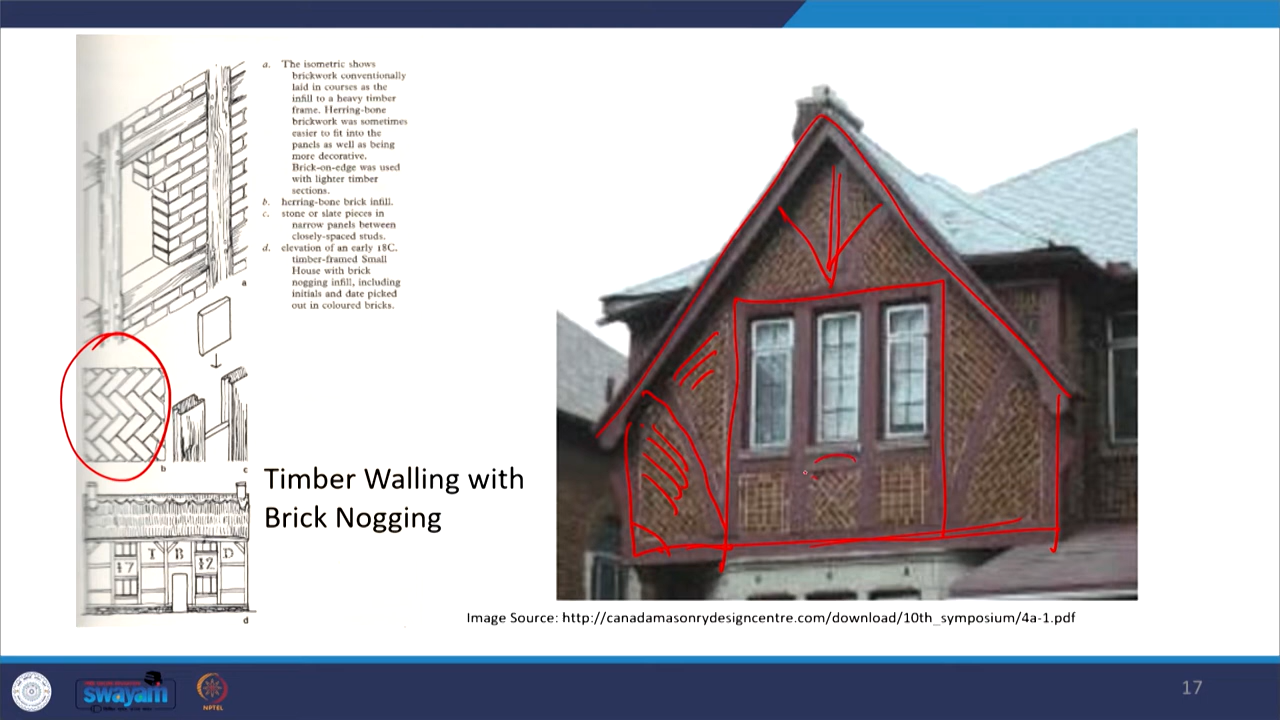 a. The isometric shows
brickwork conventionally
laid in courses as the
infill to a heavy timber
frame. Herring-bone
brickwork was sometimes
easier to fit into the
panels as well as being
more decorative.
Brick-on-edge was used
with lighter timber
sections.
b. herring-bone brick infill.
c. stone or slate pieces in
narrow panels between
closely-spaced studs.
d. elevation of an early 18C.
timber-framed Small
House with brick
nogging infill, including
initials and date picked
out in coloured bricks.
a
b
c
I B D
17 32
d
Timber Walling with
Brick Nogging
Image Source: http://canadamasonrydesigncentre.com/download/10th_symposium/4a-1.pdf
swayam
NPTEL
17